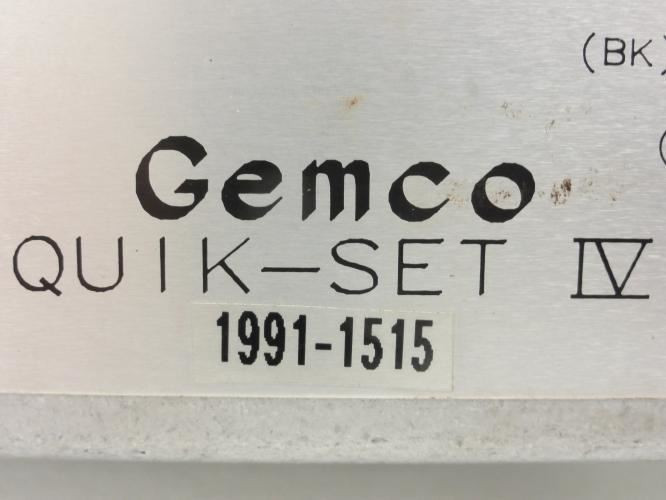 (BK)
Gemco
QUIK-SET IV
1991-1515